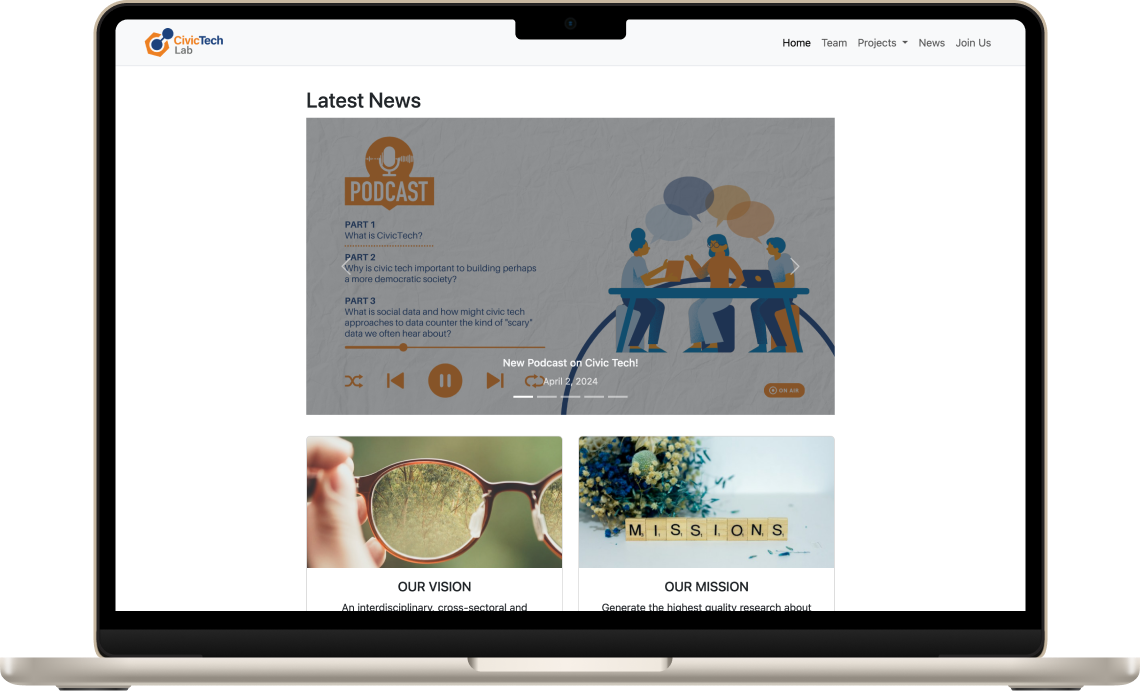 CivicTech
Lab
Home Team Projects News Join Us
Latest News
PODCAST
PART 1
What is CivicTech?
PART 2
Why is civic tech important to building perhaps
a more democratic society?
PART 3
What is social data and how might civic tech
approaches to data counter the kind of "scary"
data we often hear about?
New Podcast on Civic Tech!
April 2, 2024
ON AIR
MISSIONS
OUR VISION
An interdisciplinary, cross-sectoral and
OUR MISSION
Generate the highest quality research about